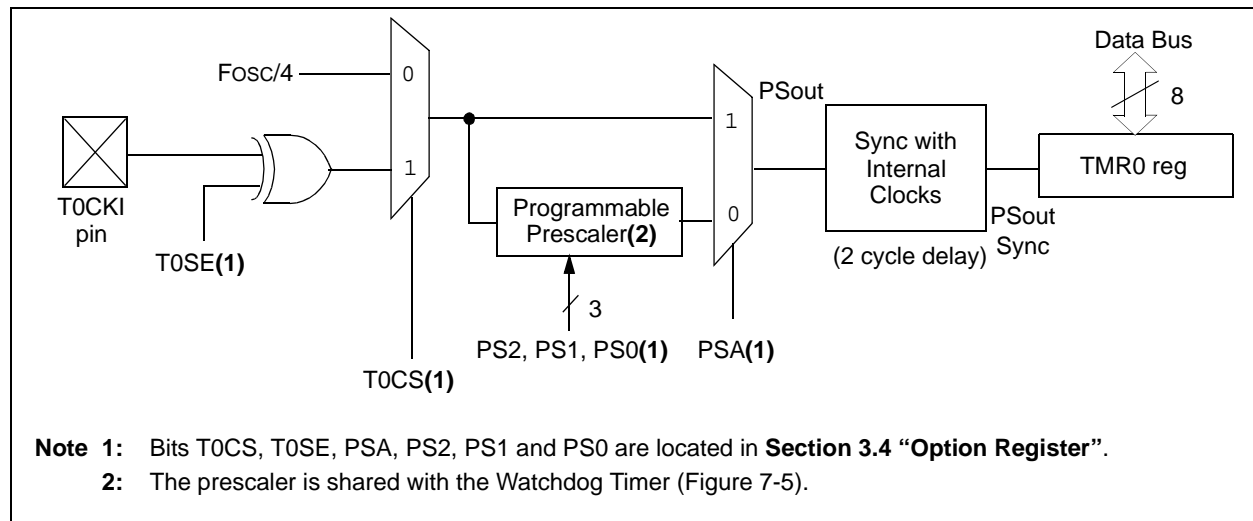 Data Bus
8
FOSC/4
0
PSout
1
Sync with
Internal
Clocks
TMR0 reg
T0CKI
pin
1
Programmable
Prescaler(2)
0
PSout
Sync
T0SE(1)
(2 cycle delay)
3
PS2, PS1, PS0(1)
PSA(1)
T0CS(1)
Note 1: Bits T0CS, T0SE, PSA, PS2, PS1 and PS0 are located in Section 3.4 “Option Register”.
2: The prescaler is shared with the Watchdog Timer (Figure 7-5).